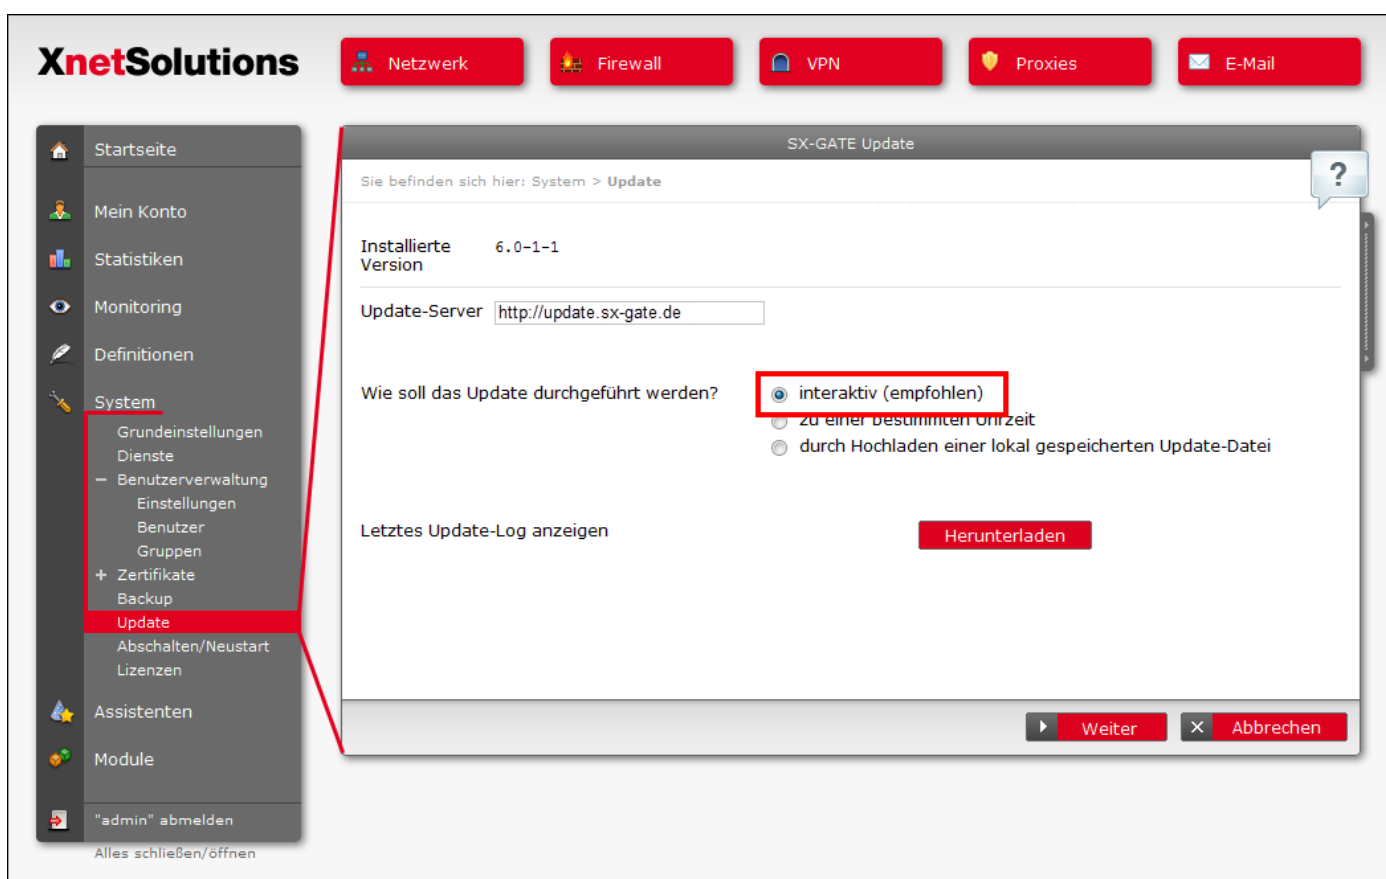 XnetSolutions
Netzwerk
Firewall
VPN
Proxies
E-Mail
Startseite
Mein Konto
Statistiken
Monitoring
Definitionen
System
Grundeinstellungen
Dienste
− Benutzerverwaltung
Einstellungen
Benutzer
Gruppen
+ Zertifikate
Backup
Update
Abschalten/Neustart
Lizenzen
Assistenten
Module
"admin" abmelden
Alles schließen/öffnen
SX-GATE Update
?
Sie befinden sich hier: System > Update
Installierte
Version
6.0-1-1
Update-Server http://update.sx-gate.de
Wie soll das Update durchgeführt werden?
interaktiv (empfohlen)
zu einer bestimmten Uhrzeit
durch Hochladen einer lokal gespeicherten Update-Datei
Letztes Update-Log anzeigen
Herunterladen
Weiter
Abbrechen